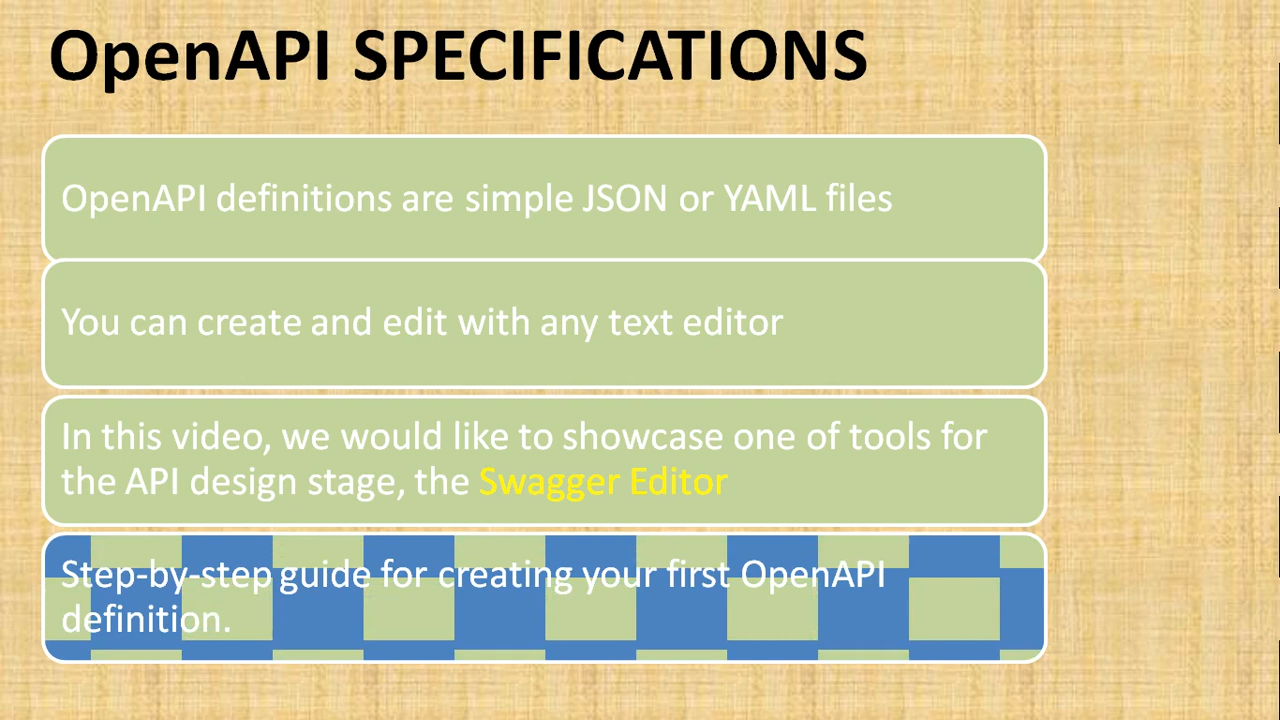 OpenAPI SPECIFICATIONS
OpenAPI definitions are simple JSON or YAML files
You can create and edit with any text editor
In this video, we would like to showcase one of tools for
the API design stage, the Swagger Editor
Step-by-step guide for creating your first OpenAPI
definition.